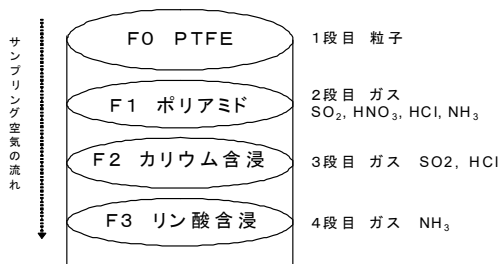 サンプリング空気の流れ
F0 PTFE
1段目 粒子
F1 ポリアミド
2段目 ガス
SO₂, HNO₃, HCl, NH₃
F2 カリウム含浸
3段目 ガス SO2, HCl
F3 リン酸含浸
4段目 ガス NH₃